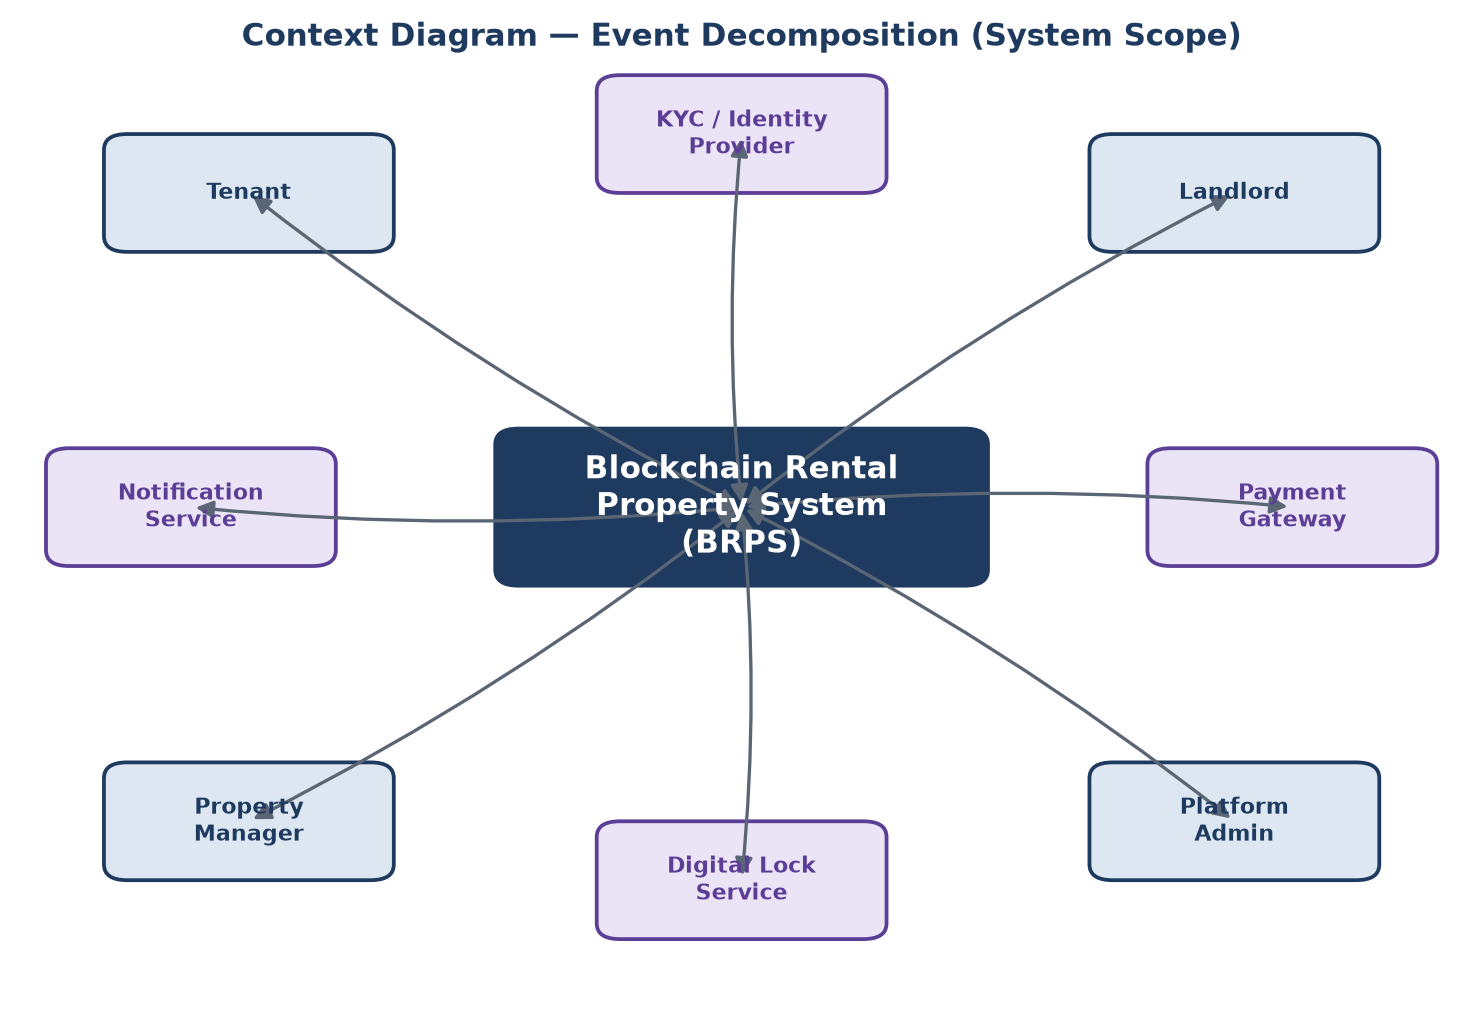 Context Diagram — Event Decomposition (System Scope)
KYC / Identity
Provider
Tenant
Landlord
Blockchain Rental
Property System
(BRPS)
Notification
Service
Payment
Gateway
Property
Manager
Platform
Admin
Digital Lock
Service